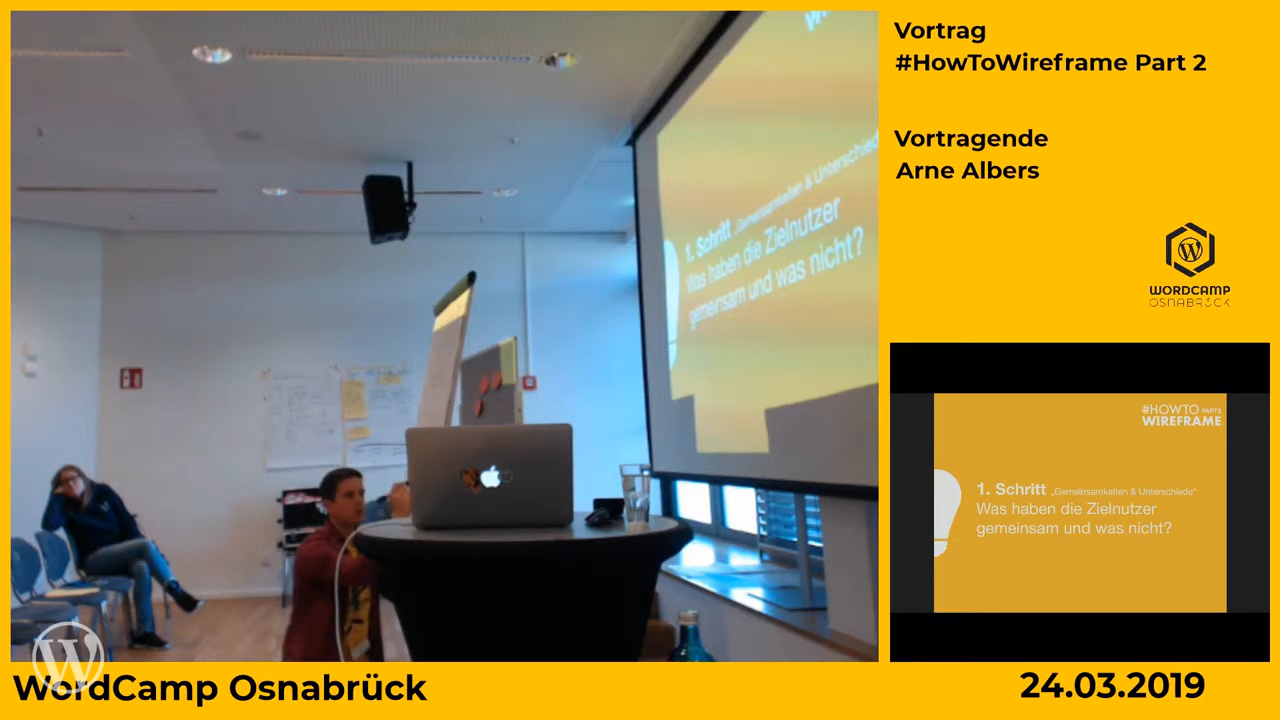 Vortrag
#HowToWireframe Part 2
Vortragende
Arne Albers
WORDCAMP
OSNABRÜCK
1. Schritt „Gemeinsamkeiten & Unterschied
Was haben die Zielnutzer
gemeinsam und was nicht?
#HOWTO PART2
WIREFRAME
1. Schritt „Gemeinsamkeiten & Unterschiede“
Was haben die Zielnutzer
gemeinsam und was nicht?
WordCamp Osnabrück
24.03.2019